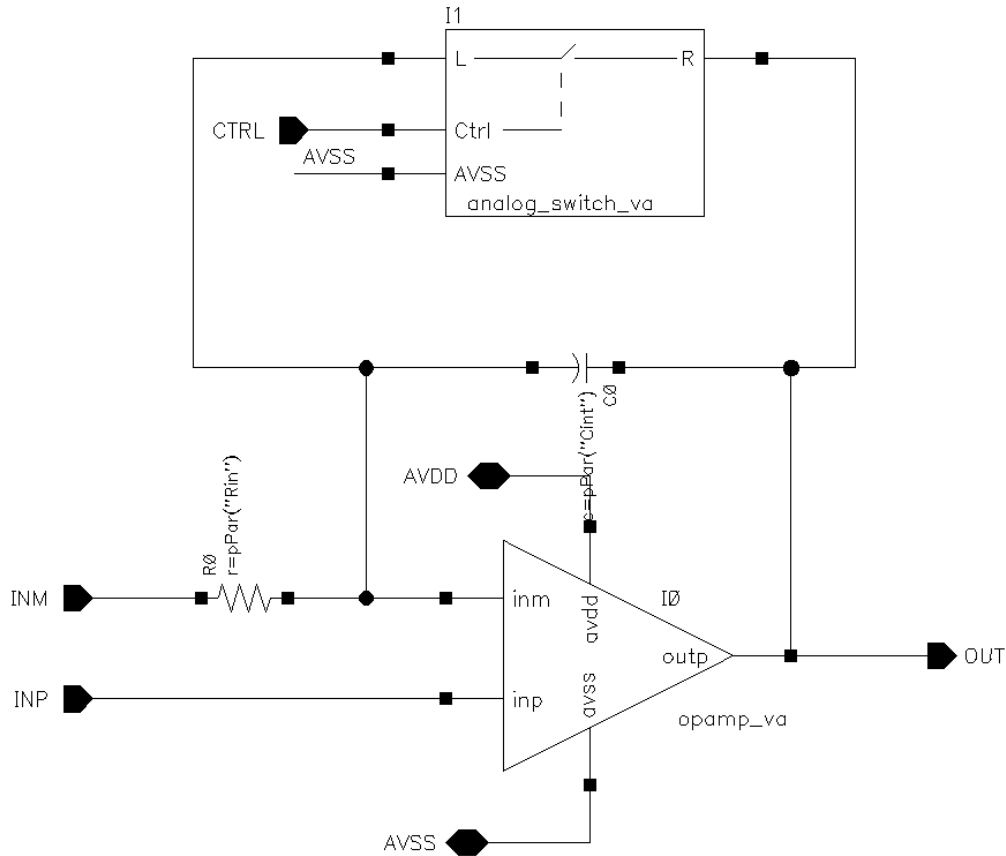 I1
L
R
CTRL
Ctrl
AVSS
AVSS
analog_switch_va
C0
c=pPar("Cint")
AVDD
R0
r=pPar("Rin")
INM
inm
avdd
I0
outp
OUT
INP
inp
avss
opamp_va
AVSS